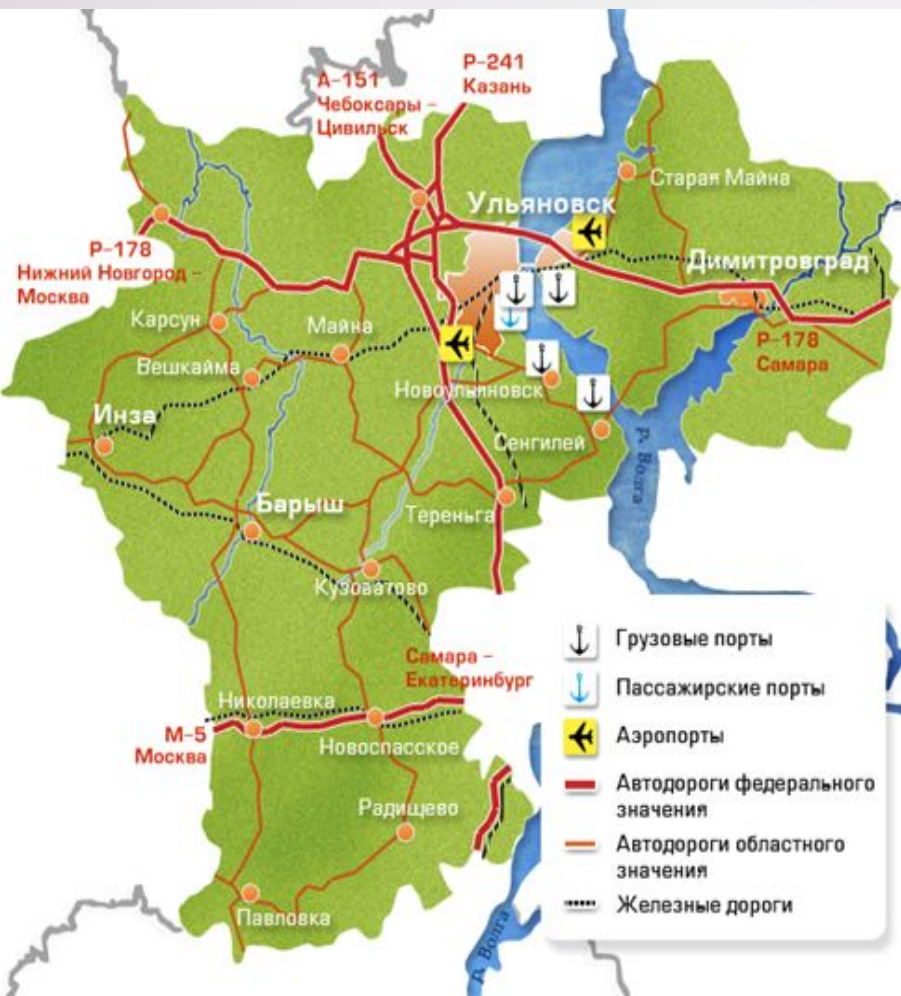 Р-241
Казань
А-151
Чебоксары –
Цивильск
Старая Майна
Ульяновск
Р-178
Нижний Новгород –
Москва
Димитровград
Карсун
Майна
Р-178
Самара
Вешкайма
Новоульяновск
Инза
Сенгилей
р. Волга
Барыш
Тереньга
Кузоватово
Грузовые порты
Самара –
Екатеринбург
Пассажирские порты
Николаевка
М-5
Москва
Новоспасское
Аэропорты
Автодороги федерального
значения
Радищево
Автодороги областного
значения
Железные дороги
Павловка
р. Волга